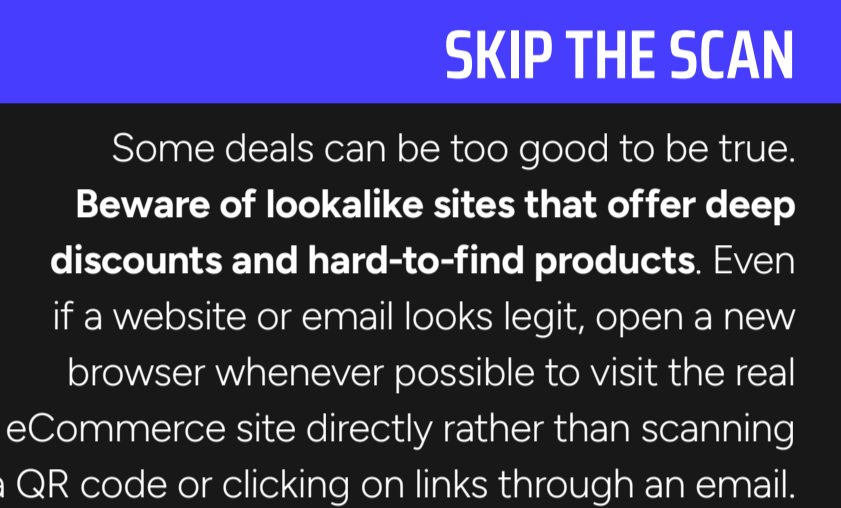 SKIP THE SCAN
Some deals can be too good to be true.
Beware of lookalike sites that offer deep
discounts and hard-to-find products. Even
if a website or email looks legit, open a new
browser whenever possible to visit the real
eCommerce site directly rather than scanning
a QR code or clicking on links through an email.